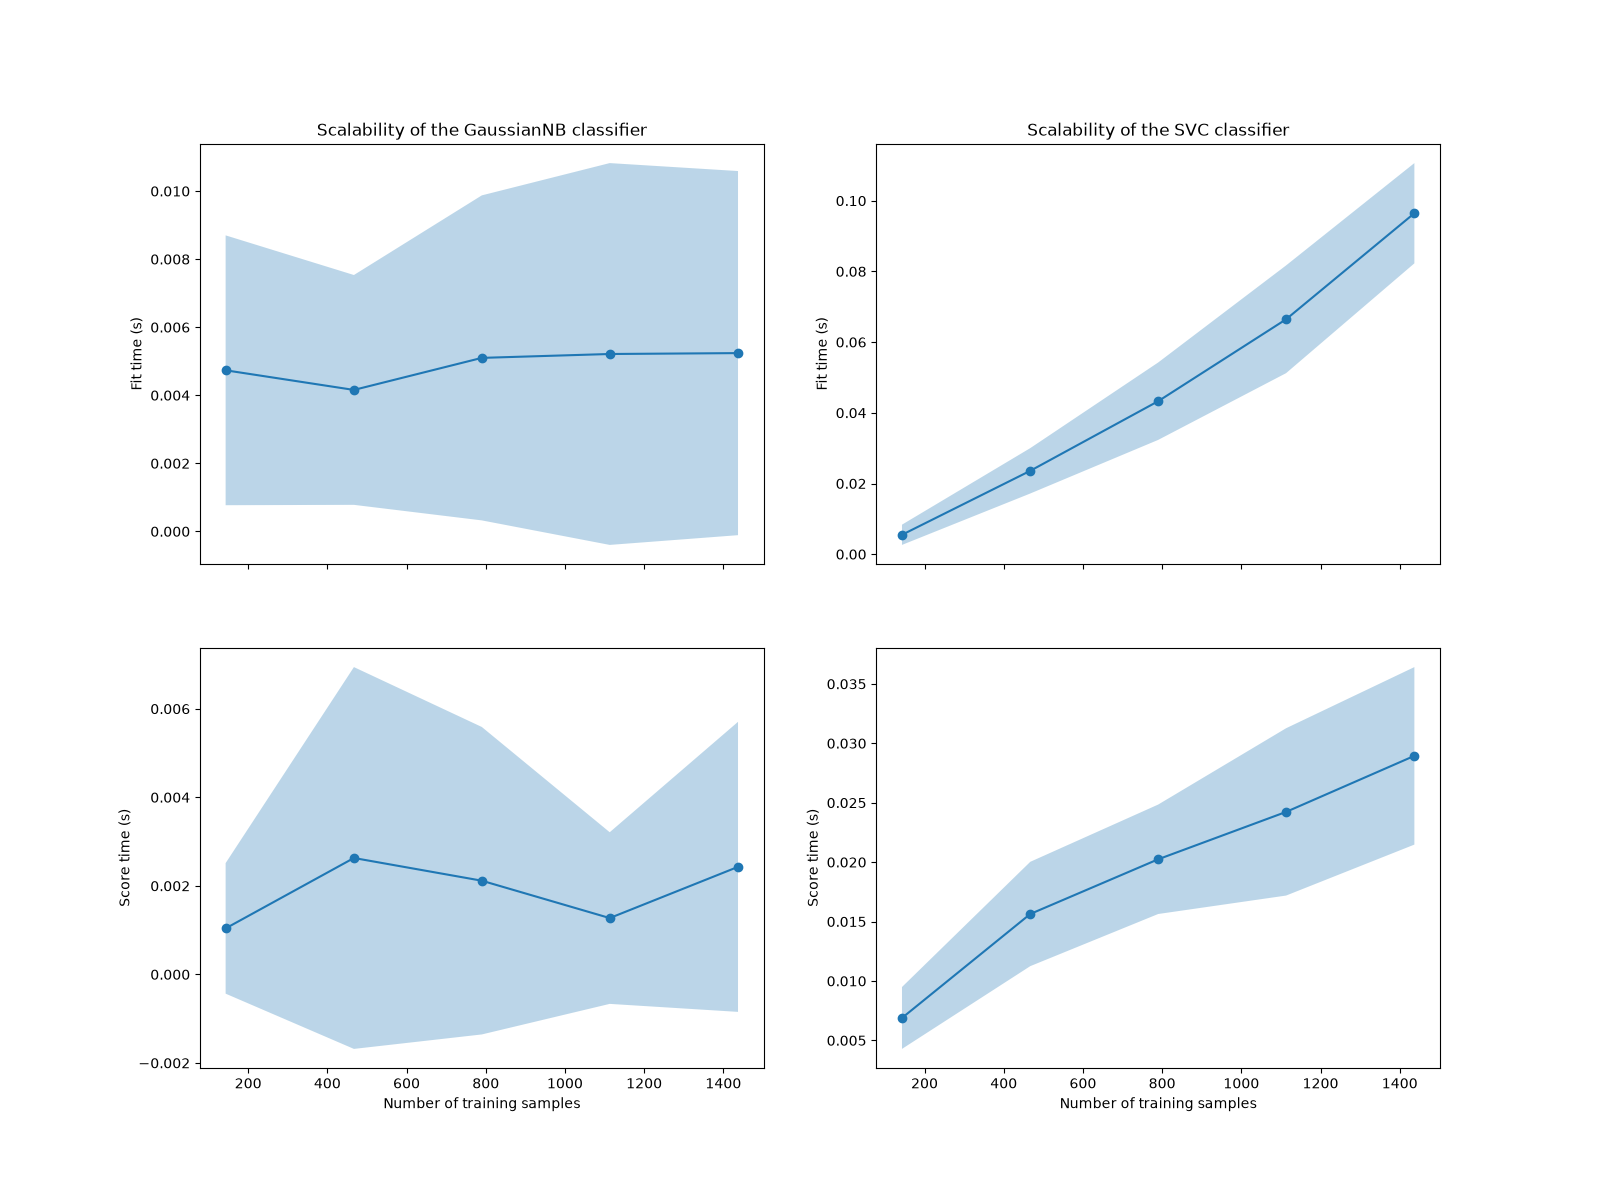 Scalability of the GaussianNB classifier
Fit time (s)
0.010
0.008
0.006
0.004
0.002
0.000
Scalability of the SVC classifier
Fit time (s)
0.10
0.08
0.06
0.04
0.02
0.00
Score time (s)
0.006
0.004
0.002
0.000
−0.002
200 400 600 800 1000 1200 1400
Number of training samples
Score time (s)
0.035
0.030
0.025
0.020
0.015
0.010
0.005
200 400 600 800 1000 1200 1400
Number of training samples